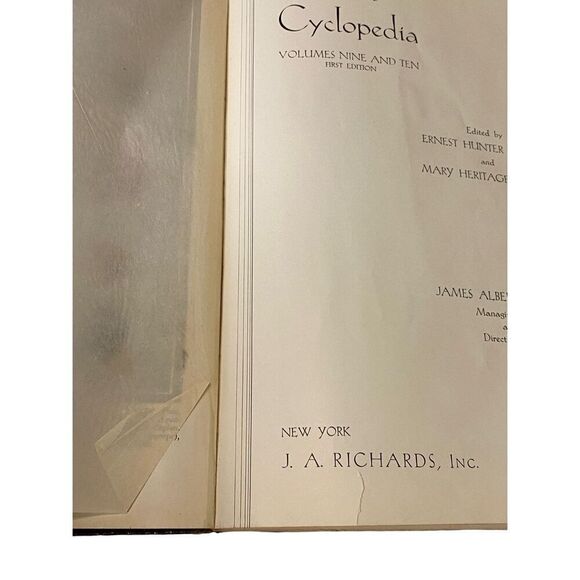 Cyclopedia
VOLUMES NINE AND TEN
FIRST EDITION
Edited by
ERNEST HUNTER
and
MARY HERITAGE
JAMES ALBE
Managi
a
Direct
NEW YORK
J. A. RICHARDS, INC.